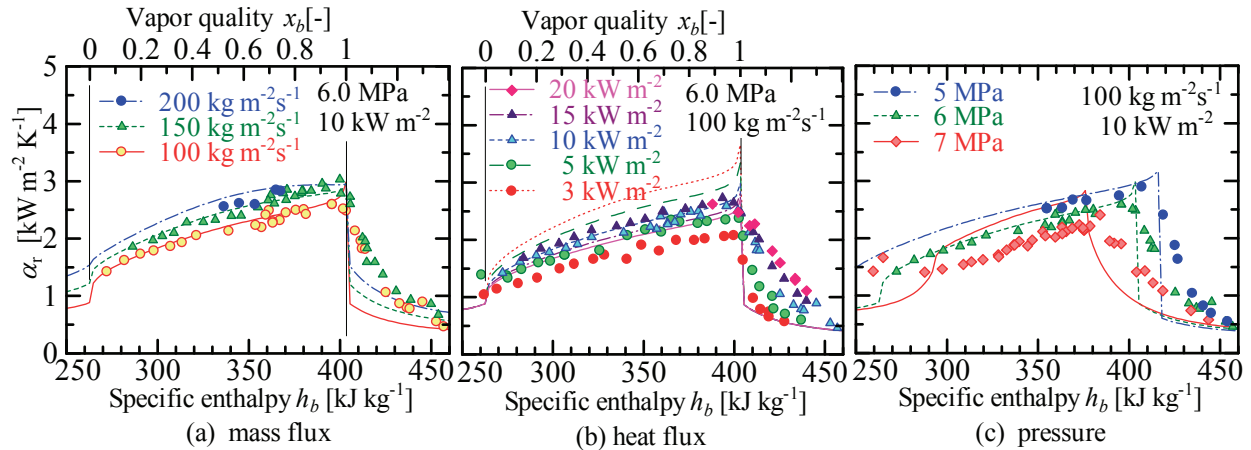 Vapor quality x_b[-]
0 0.2 0.4 0.6 0.8 1
5
4
3
2
1
0
α_r [kW m⁻² K⁻¹]
200 kg m⁻²s⁻¹
150 kg m⁻²s⁻¹
100 kg m⁻²s⁻¹
6.0 MPa
10 kW m⁻²
250 300 350 400 450
Specific enthalpy h_b [kJ kg⁻¹]
(a) mass flux
Vapor quality x_b[-]
0 0.2 0.4 0.6 0.8 1
20 kW m⁻²
15 kW m⁻²
10 kW m⁻²
5 kW m⁻²
3 kW m⁻²
6.0 MPa
100 kg m⁻²s⁻¹
300 350 400 450
Specific enthalpy h_b [kJ kg⁻¹]
(b) heat flux
5 MPa
6 MPa
7 MPa
100 kg m⁻²s⁻¹
10 kW m⁻²
250 300 350 400 450
Specific enthalpy h_b [kJ kg⁻¹]
(c) pressure